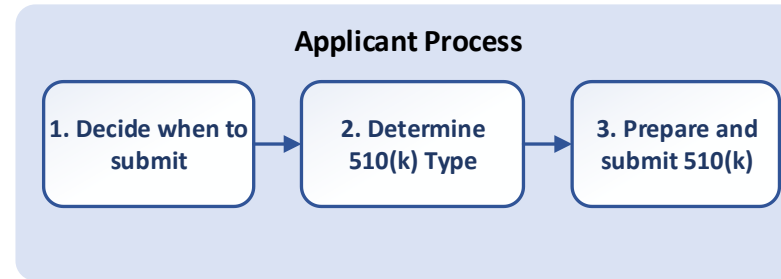 Applicant Process
1. Decide when to
submit
2. Determine
510(k) Type
3. Prepare and
submit 510(k)